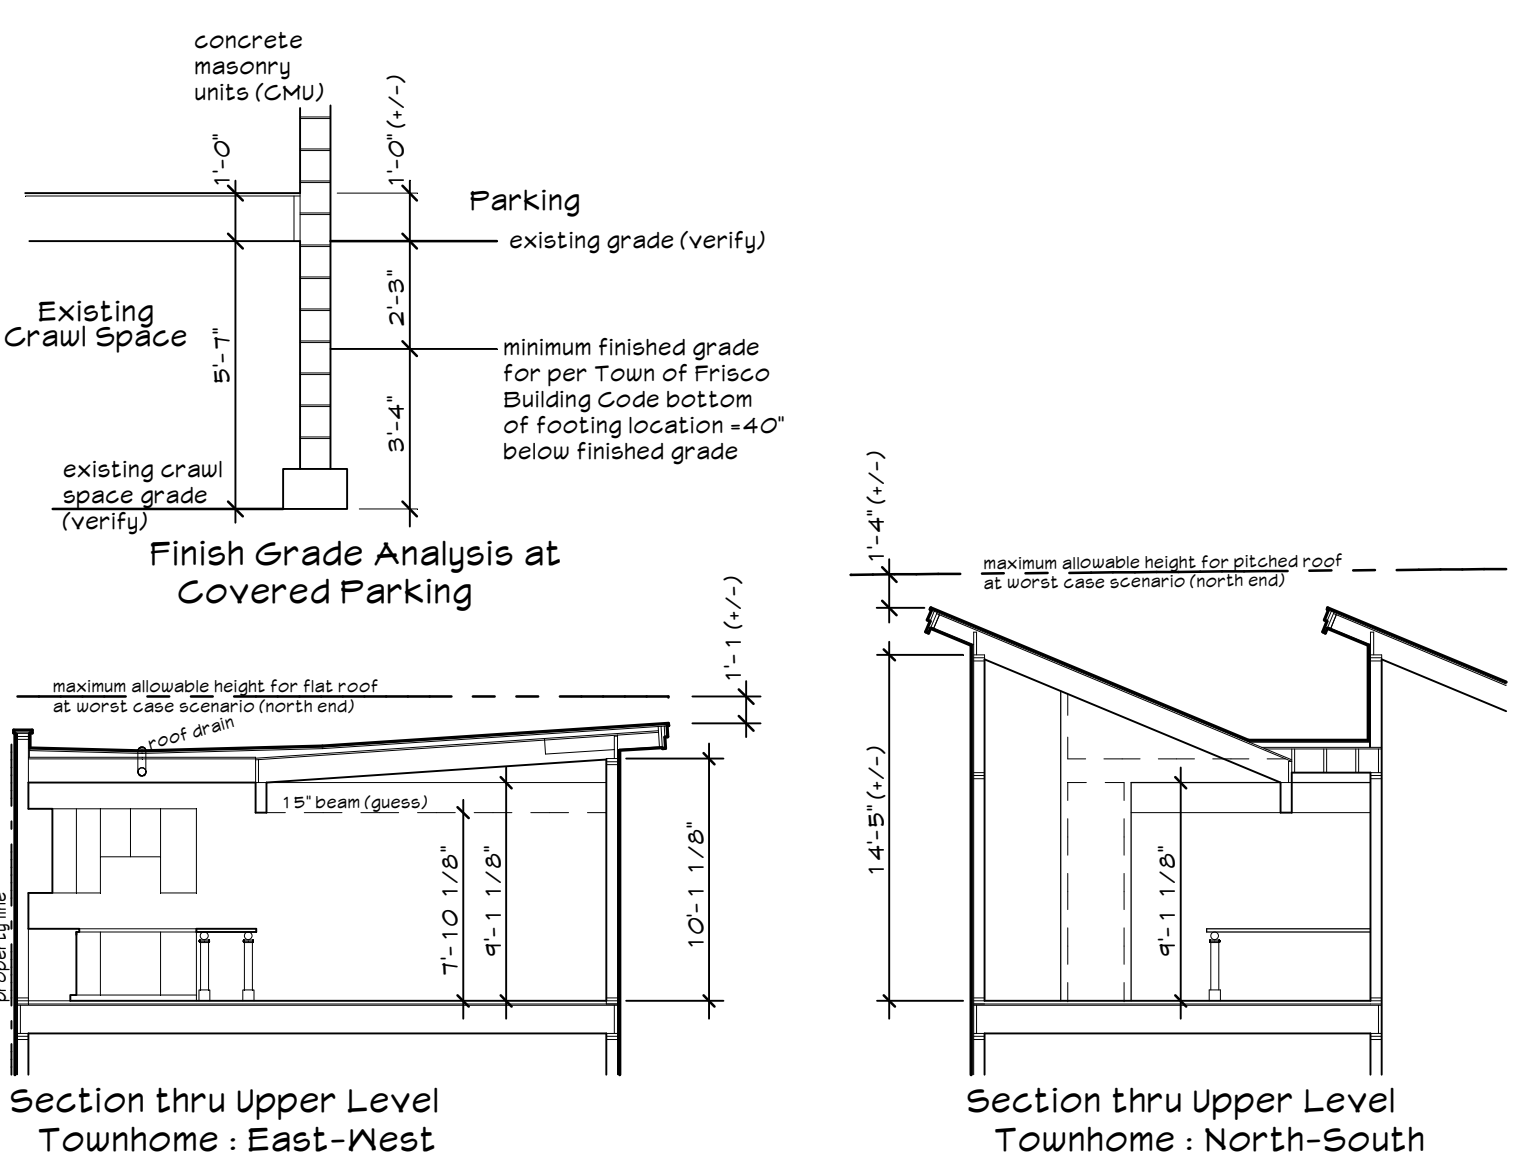 concrete
masonry
units (CMU)
1'-0"
1'-0" (+/-)
Parking
existing grade (verify)
Existing
Crawl Space
5'-7"
2'-3"
minimum finished grade
for per Town of Frisco
Building Code bottom
of footing location =40"
below finished grade
3'-4"
existing crawl
space grade
(verify)
Finish Grade Analysis at
Covered Parking
1'-1 (+/-)
maximum allowable height for flat roof
at worst case scenario (north end)
roof drain
15" beam (guess)
7'-10 1/8"
9'-1 1/8"
10'-1 1/8"
property line
Section thru Upper Level
Townhome : East-West
1'-4" (+/-)
maximum allowable height for pitched roof
at worst case scenario (north end)
14'-5" (+/-)
9'-1 1/8"
Section thru Upper Level
Townhome : North-South